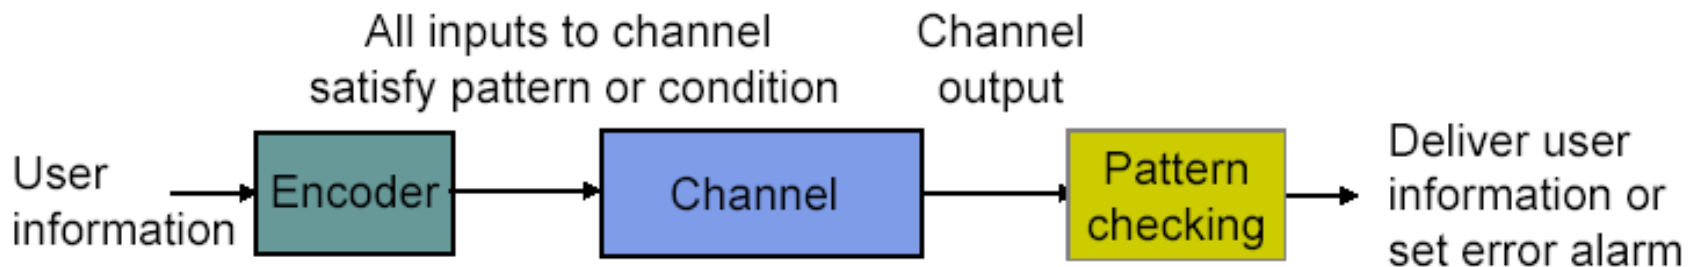 All inputs to channel
satisfy pattern or condition
Channel
output
User
information
Encoder
Channel
Pattern
checking
Deliver user
information or
set error alarm